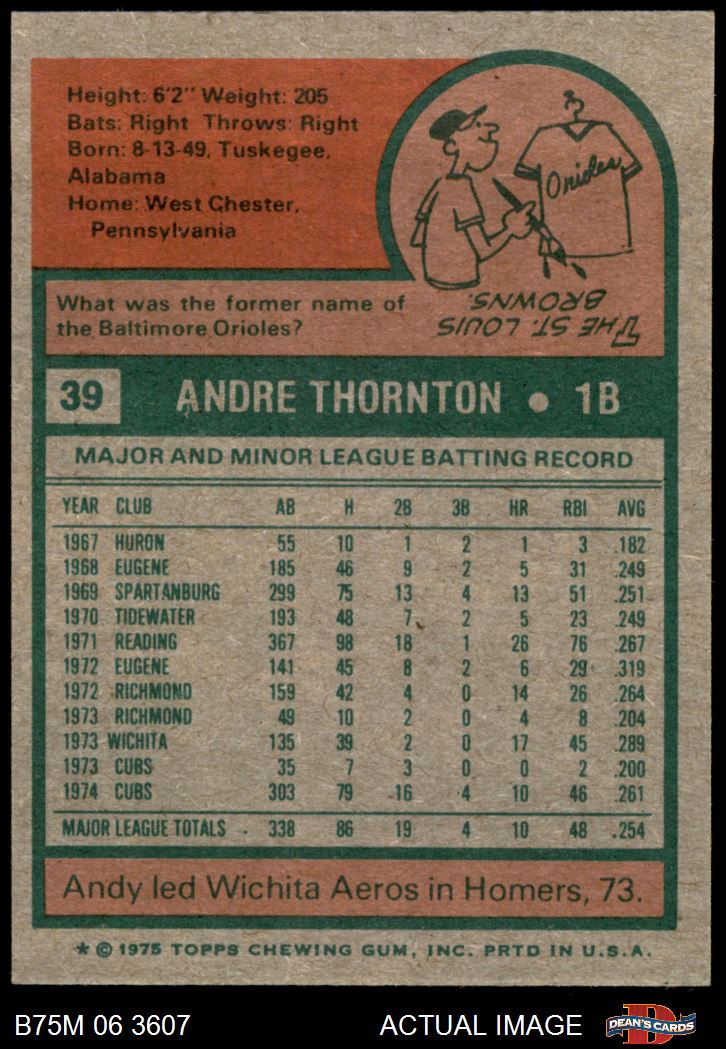 Height: 6'2" Weight: 205
Bats: Right Throws: Right
Born: 8-13-49, Tuskegee,
Alabama
Home: West Chester,
Pennsylvania
Orioles
What was the former name of
the Baltimore Orioles?
THE ST. LOUIS
BROWNS.
39 ANDRE THORNTON • 1B
MAJOR AND MINOR LEAGUE BATTING RECORD
YEAR CLUB AB H 2B 3B HR RBI AVG
1967 HURON 55 10 1 2 1 3 .182
1968 EUGENE 185 46 9 2 5 31 .249
1969 SPARTANBURG 299 75 13 4 13 51 .251
1970 TIDEWATER 193 48 7 2 5 23 .249
1971 READING 367 98 18 1 26 76 .267
1972 EUGENE 141 45 8 2 6 29 .319
1972 RICHMOND 159 42 4 0 14 26 .264
1973 RICHMOND 49 10 2 0 4 8 .204
1973 WICHITA 135 39 2 0 17 45 .289
1973 CUBS 35 7 3 0 0 2 .200
1974 CUBS 303 79 16 4 10 46 .261
MAJOR LEAGUE TOTALS 338 86 19 4 10 48 .254
Andy led Wichita Aeros in Homers, 73.
* © 1975 TOPPS CHEWING GUM, INC. PRTD IN U.S.A.
B75M 06 3607 ACTUAL IMAGE D DEAN'S CARDS